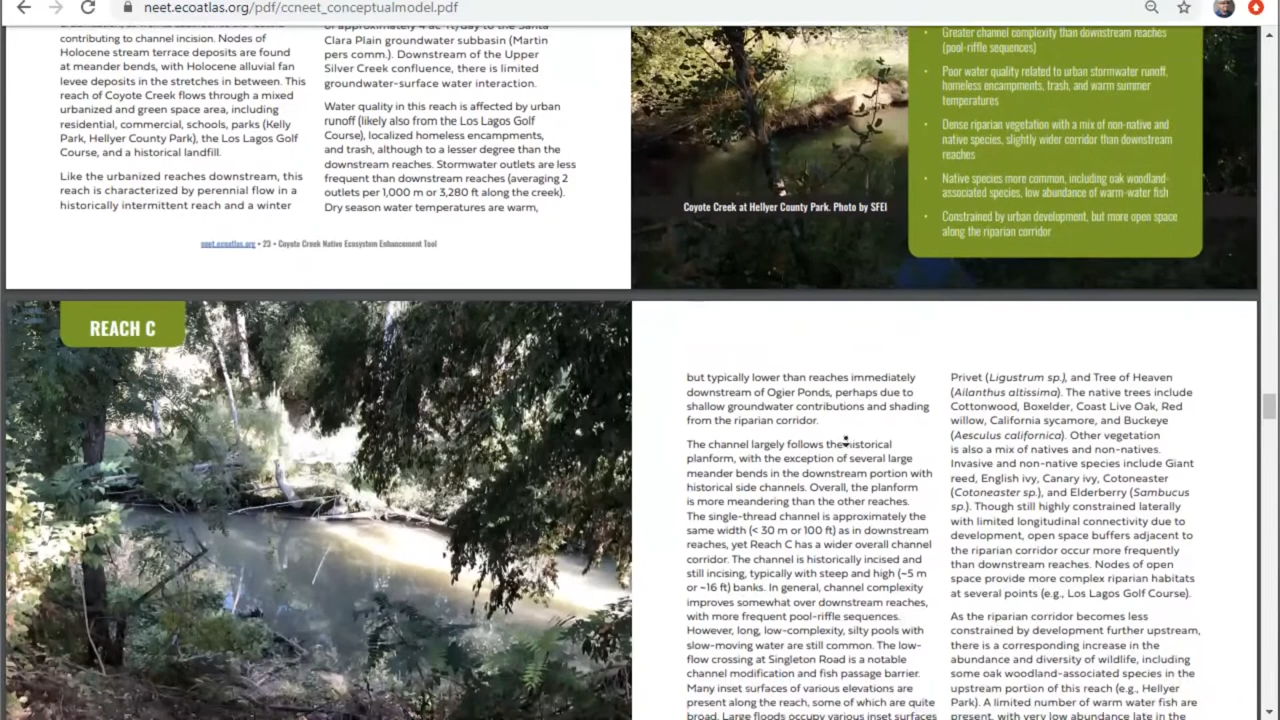 neet.ecoatlas.org/pdf/ccneet_conceptualmodel.pdf
contributing to channel incision. Nodes of
Holocene stream terrace deposits are found
at meander bends, with Holocene alluvial fan
levee deposits in the stretches in between. This
reach of Coyote Creek flows through a mixed
urbanized and green space area, including
residential, commercial, schools, parks (Kelly
Park, Hellyer County Park), the Los Lagos Golf
Course, and a historical landfill.
Like the urbanized reaches downstream, this
reach is characterized by perennial flow in a
historically intermittent reach and a winter
of approximately 4 ac-ft/day to the Santa
Clara Plain groundwater subbasin (Martin
pers comm.). Downstream of the Upper
Silver Creek confluence, there is limited
groundwater-surface water interaction.
Water quality in this reach is affected by urban
runoff (likely also from the Los Lagos Golf
Course), localized homeless encampments,
and trash, although to a lesser degree than the
downstream reaches. Stormwater outlets are less
frequent than downstream reaches (averaging 2
outlets per 1,000 m or 3,280 ft along the creek).
Dry season water temperatures are warm,
neet.ecoatlas.org • 23 • Coyote Creek Native Ecosystem Enhancement Tool
Coyote Creek at Hellyer County Park. Photo by SFEI
• Greater channel complexity than downstream reaches
(pool-riffle sequences)
• Poor water quality related to urban stormwater runoff,
homeless encampments, trash, and warm summer
temperatures
• Dense riparian vegetation with a mix of non-native and
native species, slightly wider corridor than downstream
reaches
• Native species more common, including oak woodland-
associated species, low abundance of warm-water fish
• Constrained by urban development, but more open space
along the riparian corridor
REACH C
but typically lower than reaches immediately
downstream of Ogier Ponds, perhaps due to
shallow groundwater contributions and shading
from the riparian corridor.
The channel largely follows the historical
planform, with the exception of several large
meander bends in the downstream portion with
historical side channels. Overall, the planform
is more meandering than the other reaches.
The single-thread channel is approximately the
same width (< 30 m or 100 ft) as in downstream
reaches, yet Reach C has a wider overall channel
corridor. The channel is historically incised and
still incising, typically with steep and high (~5 m
or ~16 ft) banks. In general, channel complexity
improves somewhat over downstream reaches,
with more frequent pool-riffle sequences.
However, long, low-complexity, silty pools with
slow-moving water are still common. The low-
flow crossing at Singleton Road is a notable
channel modification and fish passage barrier.
Many inset surfaces of various elevations are
present along the reach, some of which are quite
broad. Large floods occupy various inset surfaces
Privet (Ligustrum sp.), and Tree of Heaven
(Ailanthus altissima). The native trees include
Cottonwood, Boxelder, Coast Live Oak, Red
willow, California sycamore, and Buckeye
(Aesculus californica). Other vegetation
is also a mix of natives and non-natives.
Invasive and non-native species include Giant
reed, English ivy, Canary ivy, Cotoneaster
(Cotoneaster sp.), and Elderberry (Sambucus
sp.). Though still highly constrained laterally
with limited longitudinal connectivity due to
development, open space buffers adjacent to
the riparian corridor occur more frequently
than downstream reaches. Nodes of open
space provide more complex riparian habitats
at several points (e.g., Los Lagos Golf Course).
As the riparian corridor becomes less
constrained by development further upstream,
there is a corresponding increase in the
abundance and diversity of wildlife, including
some oak woodland-associated species in the
upstream portion of this reach (e.g., Hellyer
Park). A limited number of warm water fish are
present, with very low abundance late in the